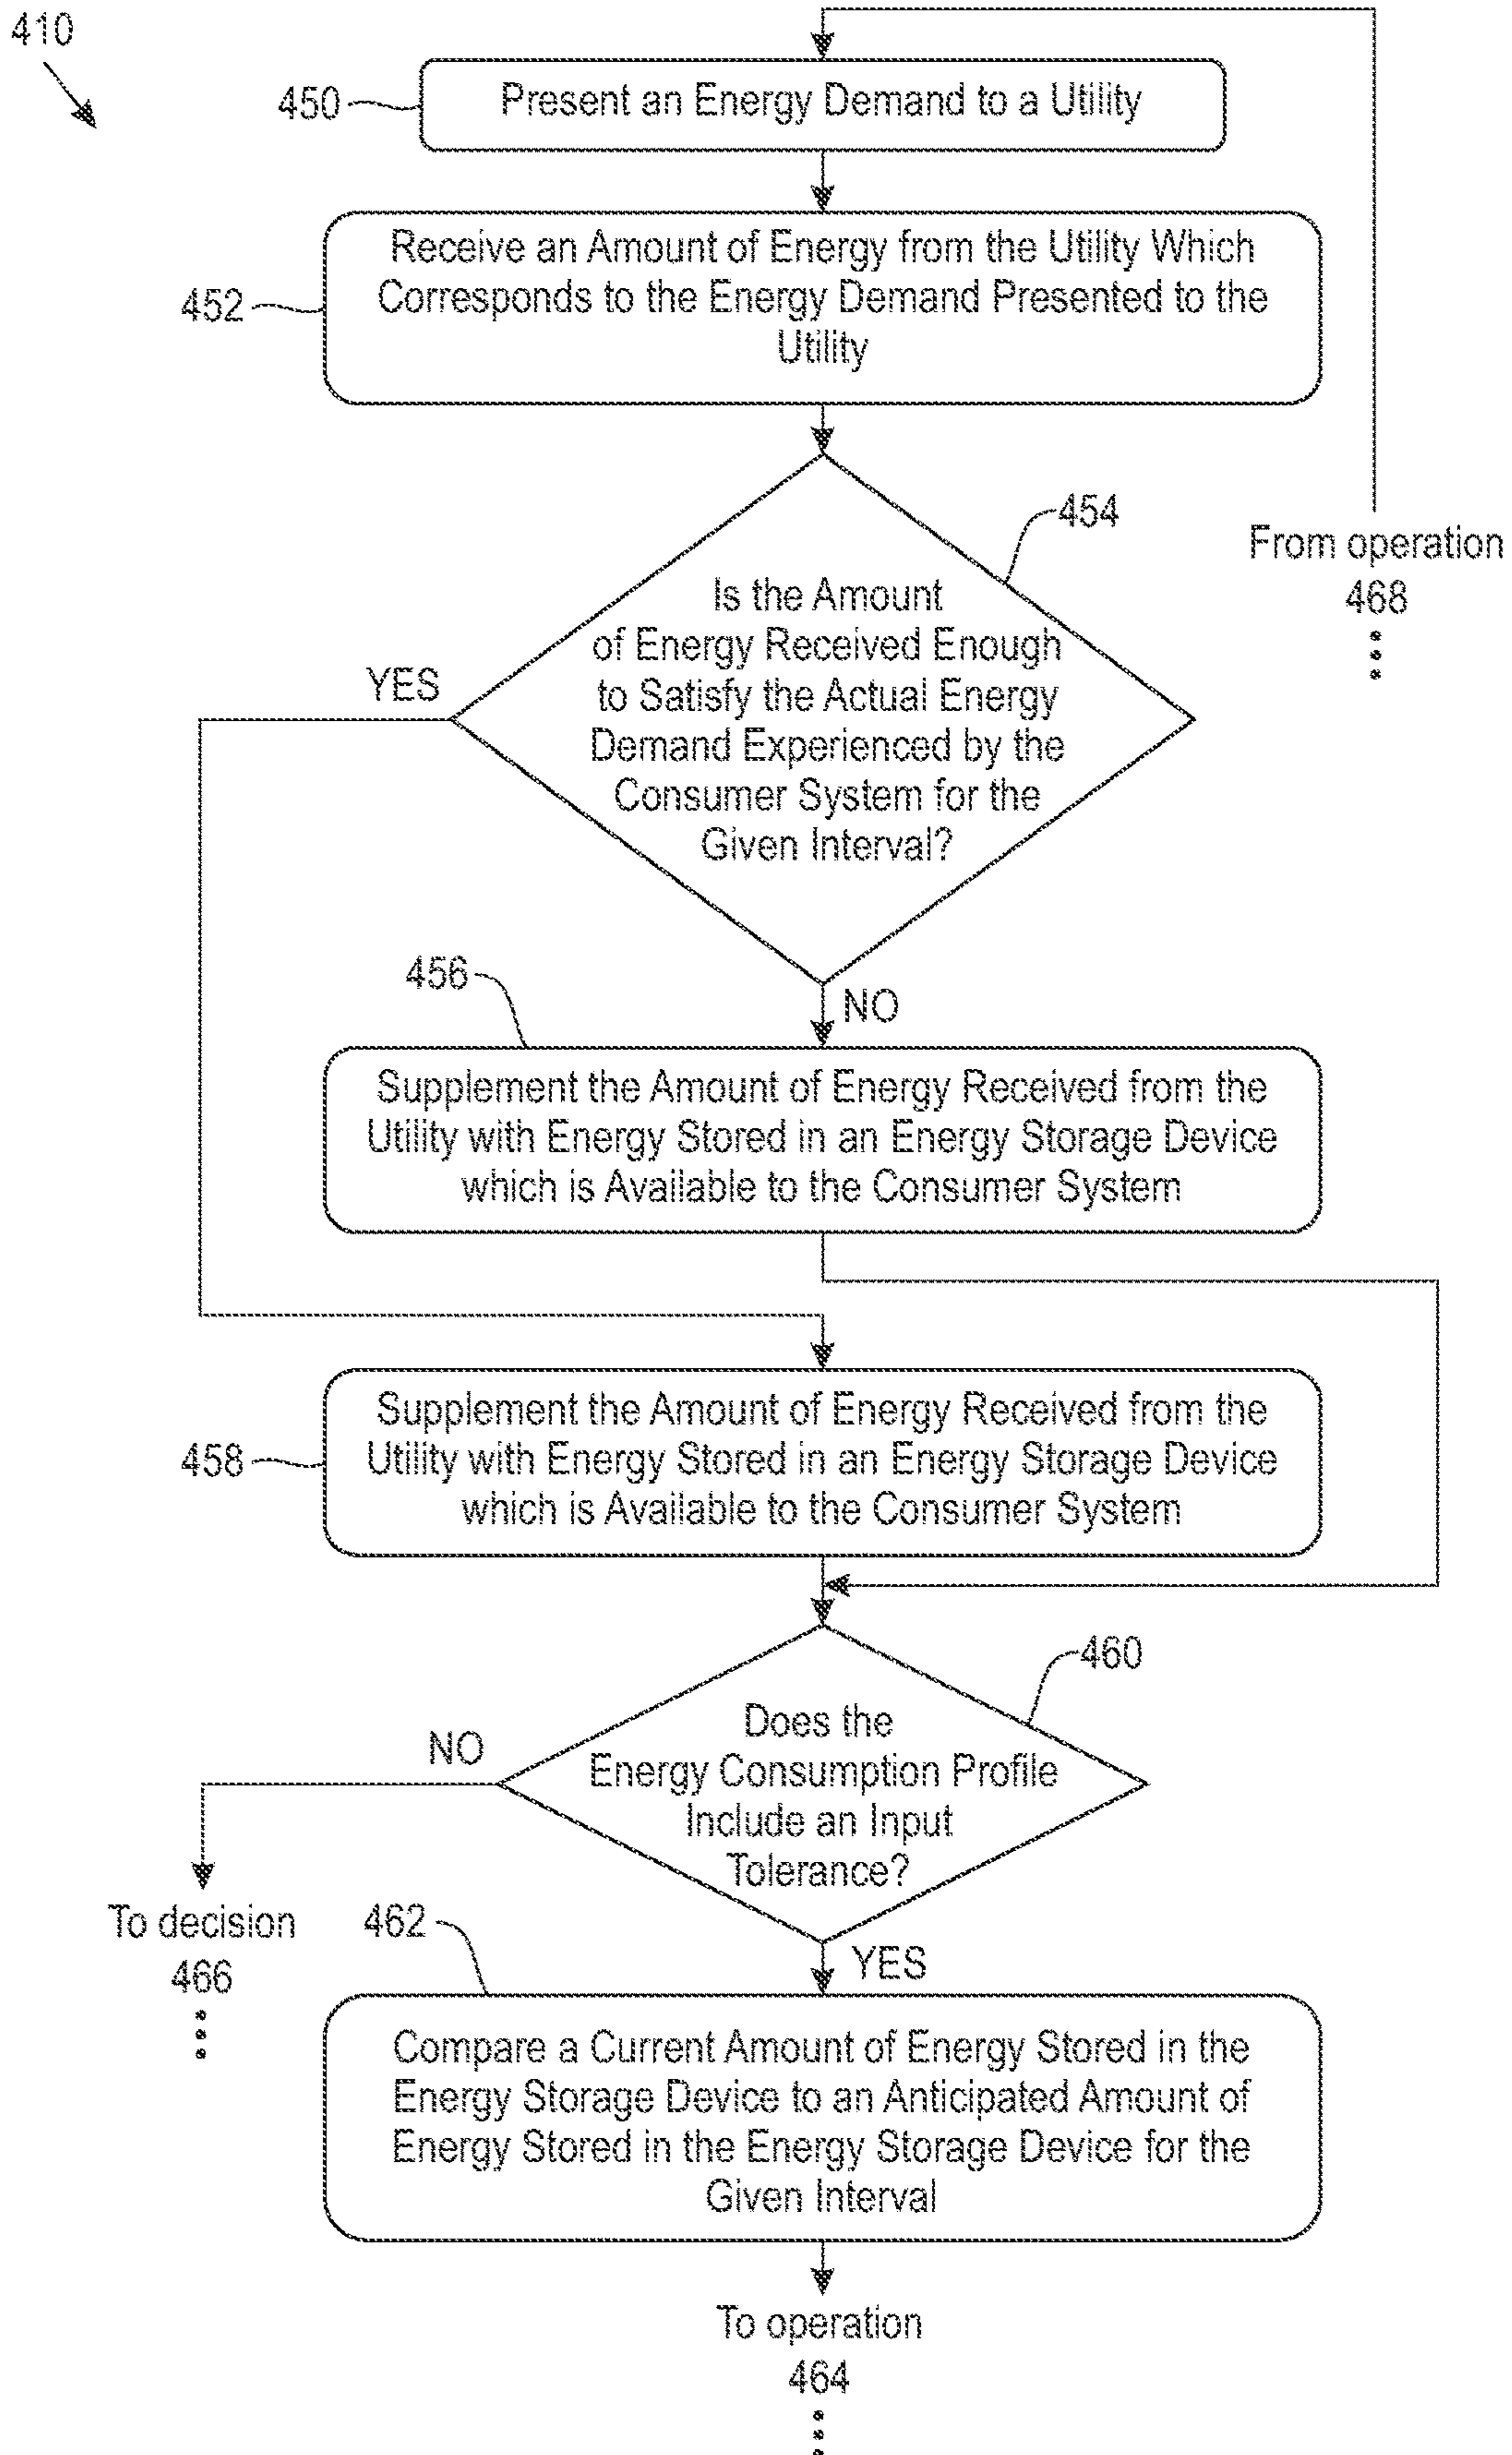 410
450
Present an Energy Demand to a Utility
452
Receive an Amount of Energy from the Utility Which
Corresponds to the Energy Demand Presented to the
Utility
454
From operation
468
Is the Amount
of Energy Received Enough
to Satisfy the Actual Energy
Demand Experienced by the
Consumer System for the
Given Interval?
YES
NO
456
Supplement the Amount of Energy Received from the
Utility with Energy Stored in an Energy Storage Device
which is Available to the Consumer System
458
Supplement the Amount of Energy Received from the
Utility with Energy Stored in an Energy Storage Device
which is Available to the Consumer System
460
Does the
Energy Consumption Profile
Include an Input
Tolerance?
NO
To decision
466
YES
462
Compare a Current Amount of Energy Stored in the
Energy Storage Device to an Anticipated Amount of
Energy Stored in the Energy Storage Device for the
Given Interval
To operation
464